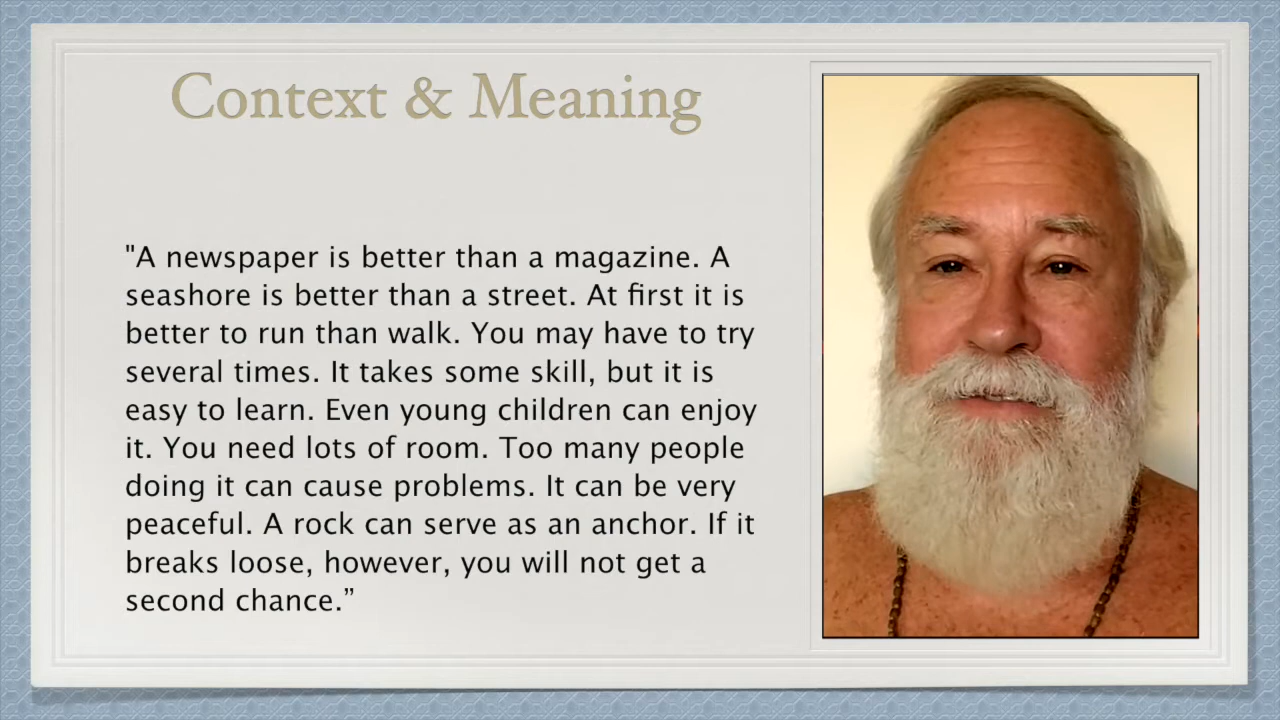 Context & Meaning
"A newspaper is better than a magazine. A
seashore is better than a street. At first it is
better to run than walk. You may have to try
several times. It takes some skill, but it is
easy to learn. Even young children can enjoy
it. You need lots of room. Too many people
doing it can cause problems. It can be very
peaceful. A rock can serve as an anchor. If it
breaks loose, however, you will not get a
second chance.”